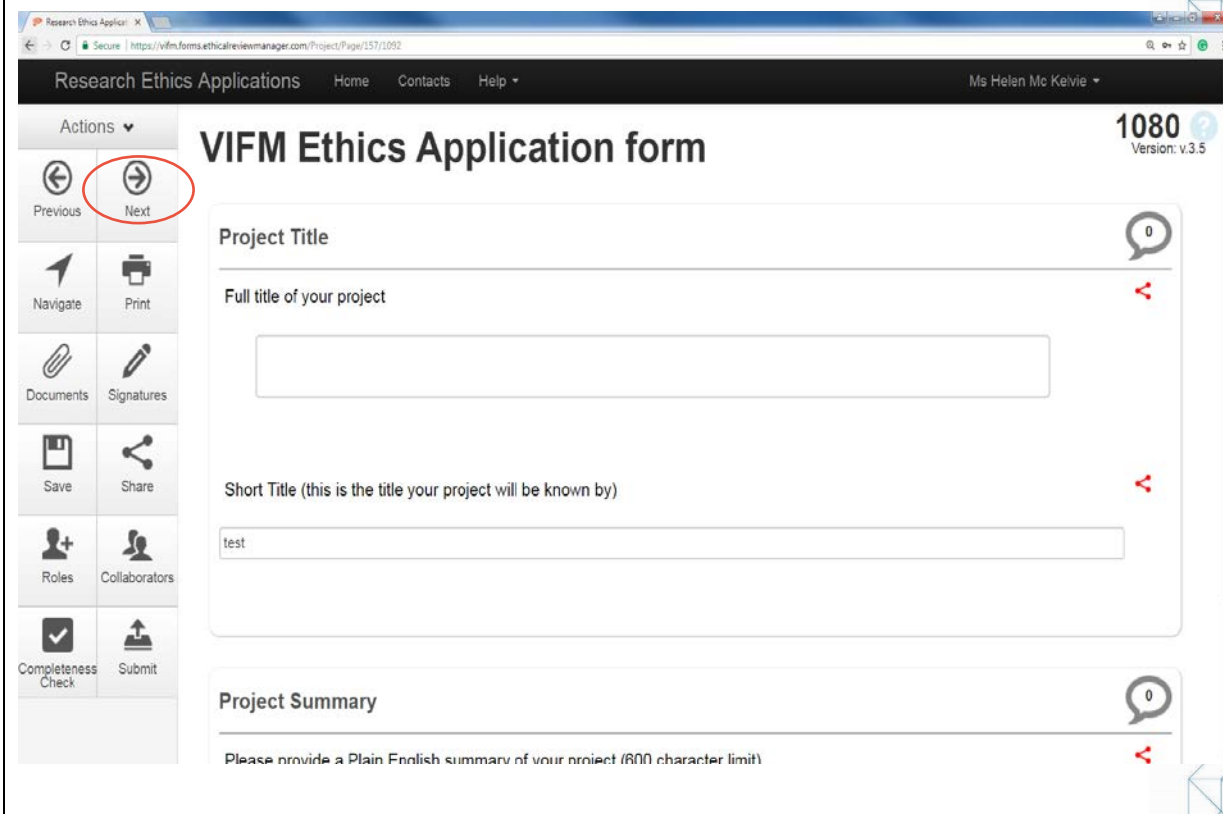 Research Ethics Applicat
Secure | https://vifm.forms.ethicalreviewmanager.com/Project/Page/157/1092
Research Ethics Applications Home Contacts Help Ms Helen Mc Kelvie
Actions
Previous Next
Navigate Print
Documents Signatures
Save Share
Roles Collaborators
Completeness Check Submit
VIFM Ethics Application form
1080
Version: v.3.5
Project Title
0
Full title of your project
Short Title (this is the title your project will be known by)
test
Project Summary
0
Please provide a Plain English summary of your project (600 character limit)